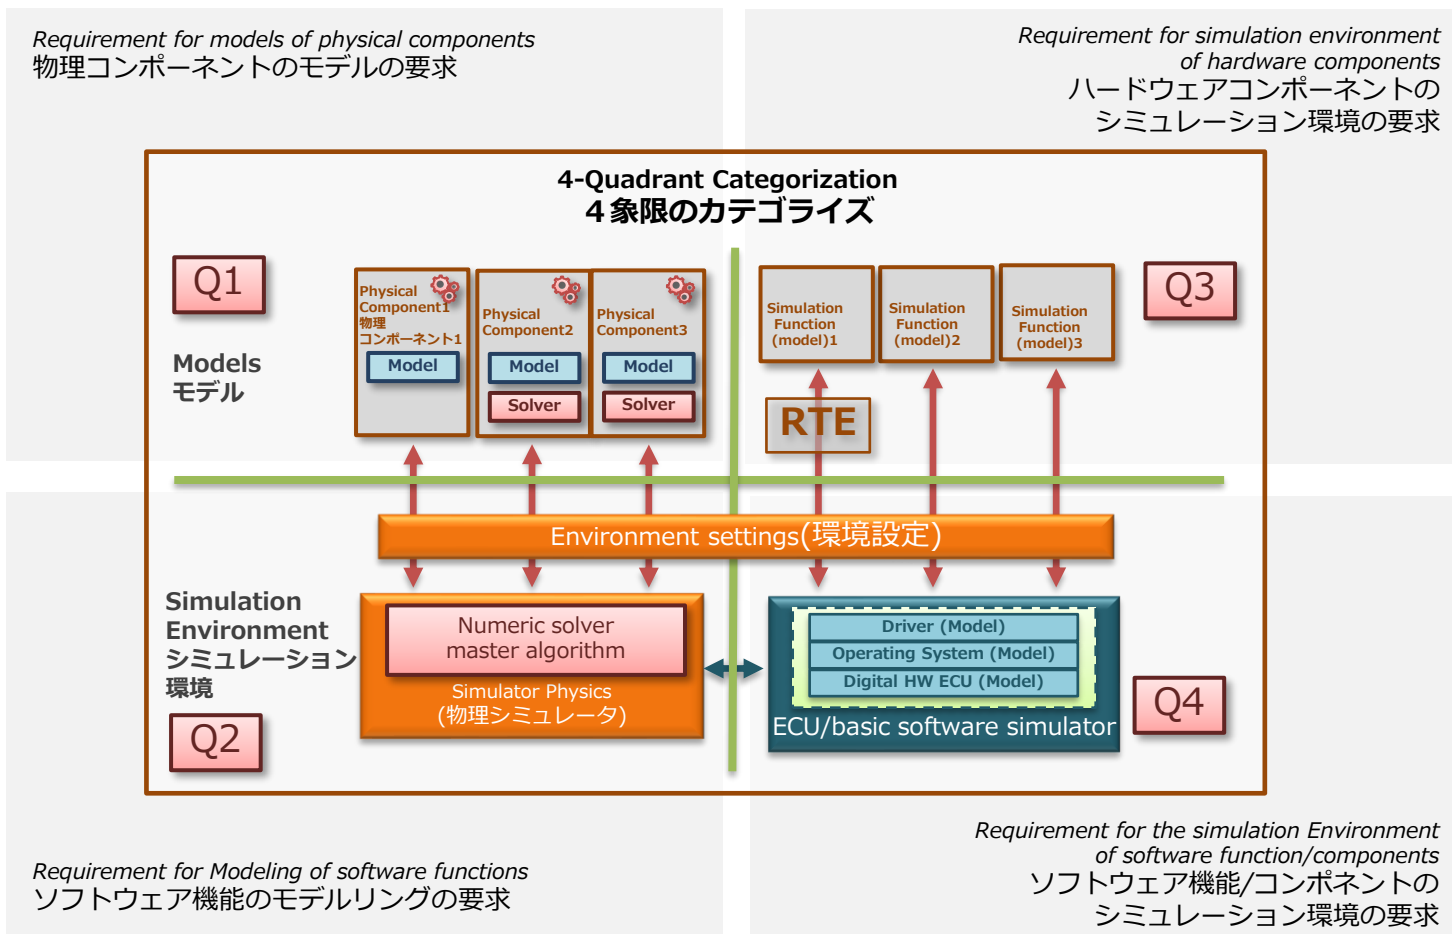 Requirement for models of physical components
物理コンポーネントのモデルの要求
Requirement for simulation environment
of hardware components
ハードウェアコンポーネントの
シミュレーション環境の要求
4-Quadrant Categorization
４象限のカテゴライズ
Q1
Models
モデル
Physical
Component1
物理
コンポーネント1
Model
Physical
Component2
Model
Solver
Physical
Component3
Model
Solver
Simulation
Function
(model)1
Simulation
Function
(model)2
Simulation
Function
(model)3
Q3
RTE
Environment settings(環境設定)
Simulation
Environment
シミュレーション
環境
Q2
Numeric solver
master algorithm
Simulator Physics
(物理シミュレータ)
Driver (Model)
Operating System (Model)
Digital HW ECU (Model)
ECU/basic software simulator
Q4
Requirement for Modeling of software functions
ソフトウェア機能のモデルリングの要求
Requirement for the simulation Environment
of software function/components
ソフトウェア機能/コンポネントの
シミュレーション環境の要求